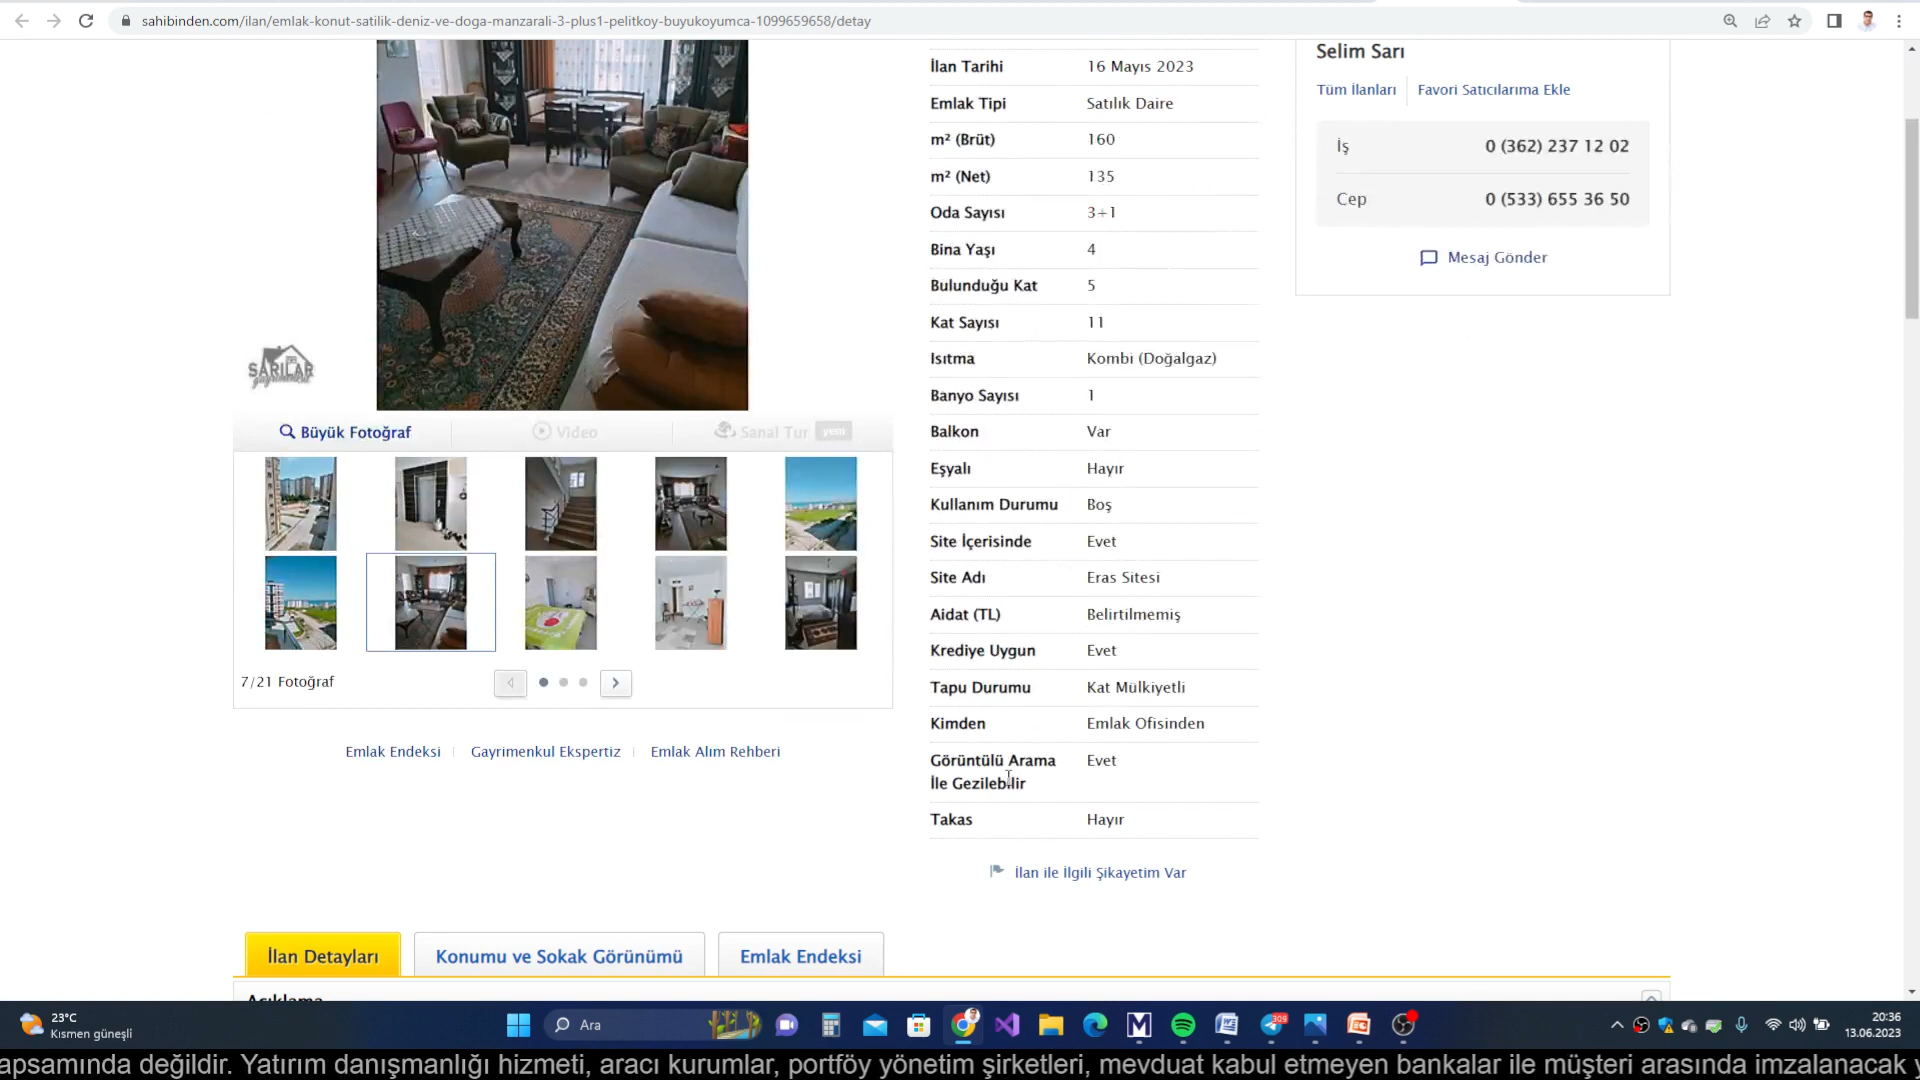 sahibinden.com/ilan/emlak-konut-satilik-deniz-ve-doga-manzarali-3-plus1-pelitkoy-buyukoyumca-1099659658/detay
SARILAR
gayrimenkul
Büyük Fotoğraf
Video
Sanal Tur yeni
7/21 Fotoğraf
Emlak Endeksi
Gayrimenkul Ekspertiz
Emlak Alım Rehberi
İlan Tarihi 16 Mayıs 2023
Emlak Tipi Satılık Daire
m² (Brüt) 160
m² (Net) 135
Oda Sayısı 3+1
Bina Yaşı 4
Bulunduğu Kat 5
Kat Sayısı 11
Isıtma Kombi (Doğalgaz)
Banyo Sayısı 1
Balkon Var
Eşyalı Hayır
Kullanım Durumu Boş
Site İçerisinde Evet
Site Adı Eras Sitesi
Aidat (TL) Belirtilmemiş
Krediye Uygun Evet
Tapu Durumu Kat Mülkiyetli
Kimden Emlak Ofisinden
Görüntülü Arama Evet
İle Gezilebilir
Takas Hayır
İlan ile İlgili Şikayetim Var
Selim Sarı
Tüm İlanları
Favori Satıcılarıma Ekle
İş 0 (362) 237 12 02
Cep 0 (533) 655 36 50
Mesaj Gönder
İlan Detayları
Konumu ve Sokak Görünümü
Emlak Endeksi
Açıklama
23°C
Kısmen güneşli
Ara
309
20:36
13.06.2023
apsamında değildir. Yatırım danışmanlığı hizmeti, aracı kurumlar, portföy yönetim şirketleri, mevduat kabul etmeyen bankalar ile müşteri arasında imzalanacak